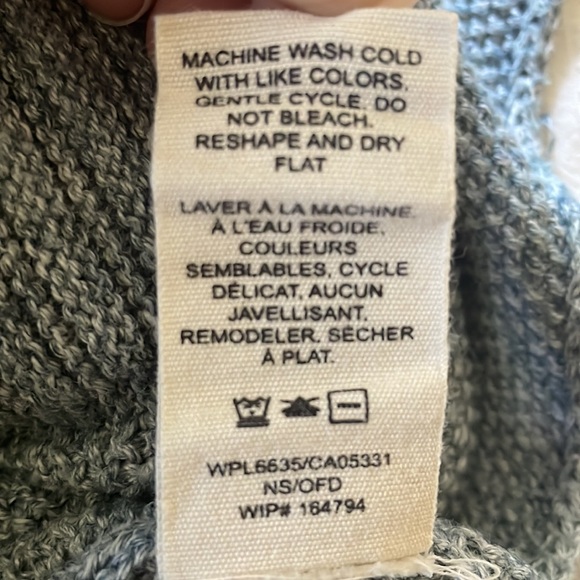 MACHINE WASH COLD
WITH LIKE COLORS,
GENTLE CYCLE. DO
NOT BLEACH.
RESHAPE AND DRY
FLAT
LAVER À LA MACHINE,
À L'EAU FROIDE,
COULEURS
SEMBLABLES, CYCLE
DÉLICAT, AUCUN
JAVELLISANT.
REMODELER. SÉCHER
À PLAT.
WPL6635/CA05331
NS/OFD
WIP# 164794